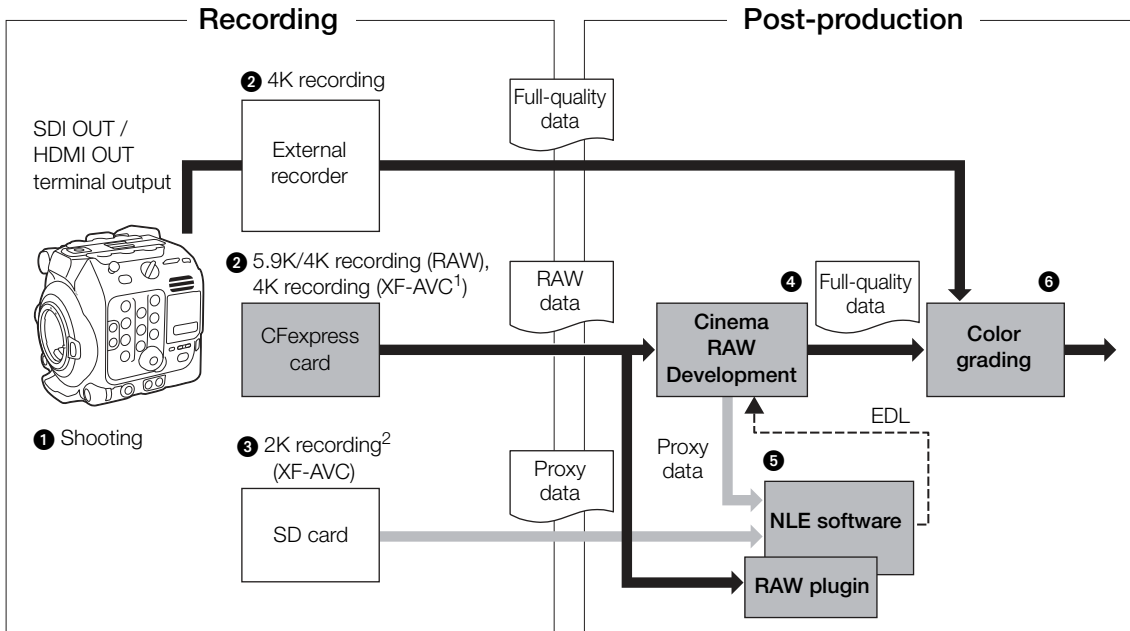 Recording
Post-production
❷ 4K recording
SDI OUT /
HDMI OUT
terminal output
External
recorder
Full-quality
data
❷ 5.9K/4K recording (RAW),
4K recording (XF-AVC1)
CFexpress
card
RAW
data
❹
Cinema
RAW
Development
Full-quality
data
❻
Color
grading
❶ Shooting
❸ 2K recording2
(XF-AVC)
SD card
Proxy
data
Proxy
data
EDL
❺
NLE software
RAW plugin